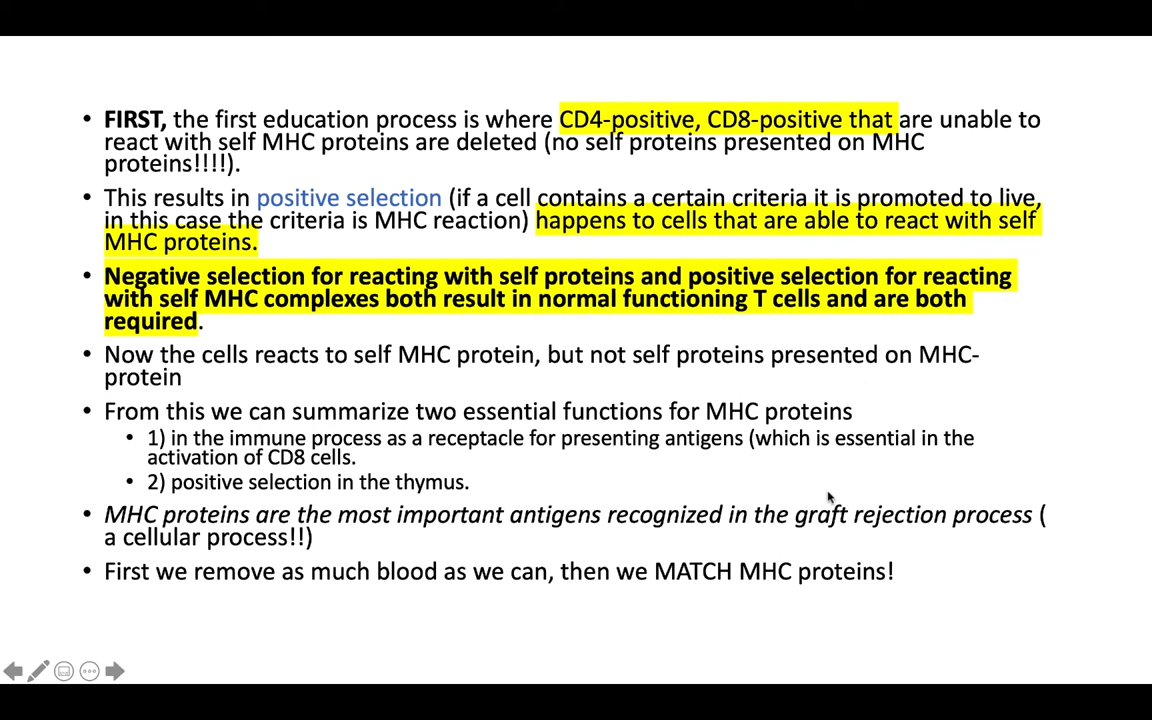 • FIRST, the first education process is where CD4-positive, CD8-positive that are unable to
react with self MHC proteins are deleted (no self proteins presented on MHC
proteins!!!!).
• This results in positive selection (if a cell contains a certain criteria it is promoted to live,
in this case the criteria is MHC reaction) happens to cells that are able to react with self
MHC proteins.
• Negative selection for reacting with self proteins and positive selection for reacting
with self MHC complexes both result in normal functioning T cells and are both
required.
• Now the cells reacts to self MHC protein, but not self proteins presented on MHC-
protein
• From this we can summarize two essential functions for MHC proteins
• 1) in the immune process as a receptacle for presenting antigens (which is essential in the
activation of CD8 cells.
• 2) positive selection in the thymus.
• MHC proteins are the most important antigens recognized in the graft rejection process (
a cellular process!!)
• First we remove as much blood as we can, then we MATCH MHC proteins!